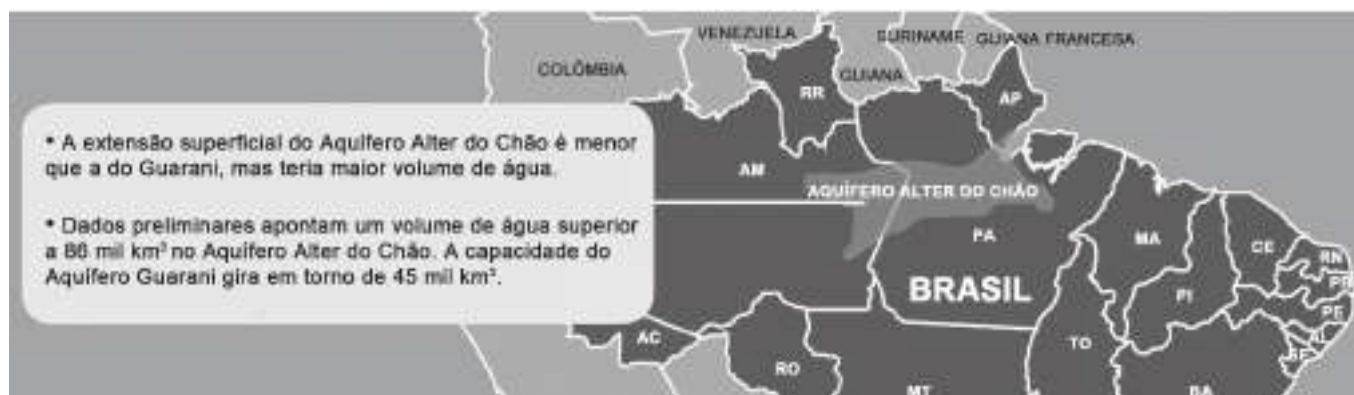 VENEZUELA
SURINAME
GUIANA FRANCESA
COLÔMBIA
GUIANA
RR
AP
• A extensão superficial do Aquífero Alter do Chão é menor
que a do Guarani, mas teria maior volume de água.
AM
AQUÍFERO ALTER DO CHÃO
• Dados preliminares apontam um volume de água superior
a 86 mil km³ no Aquífero Alter do Chão. A capacidade do
Aquífero Guarani gira em torno de 45 mil km³.
PA
MA
CE
RN
BRASIL
PI
PB
PE
AC
TO
AL
SE
RO
MT
BA